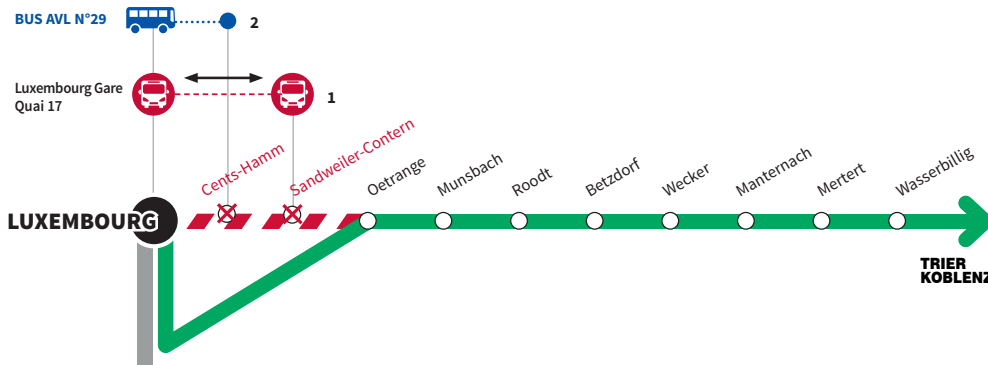 BUS AVL N°29
2
Luxembourg Gare
Quai 17
1
Cents-Hamm
Sandweiler-Contern
Oetrange
Munsbach
Roodt
Betzdorf
Wecker
Manternach
Mertert
Wasserbillig
LUXEMBOURG
TRIER
KOBLENZ